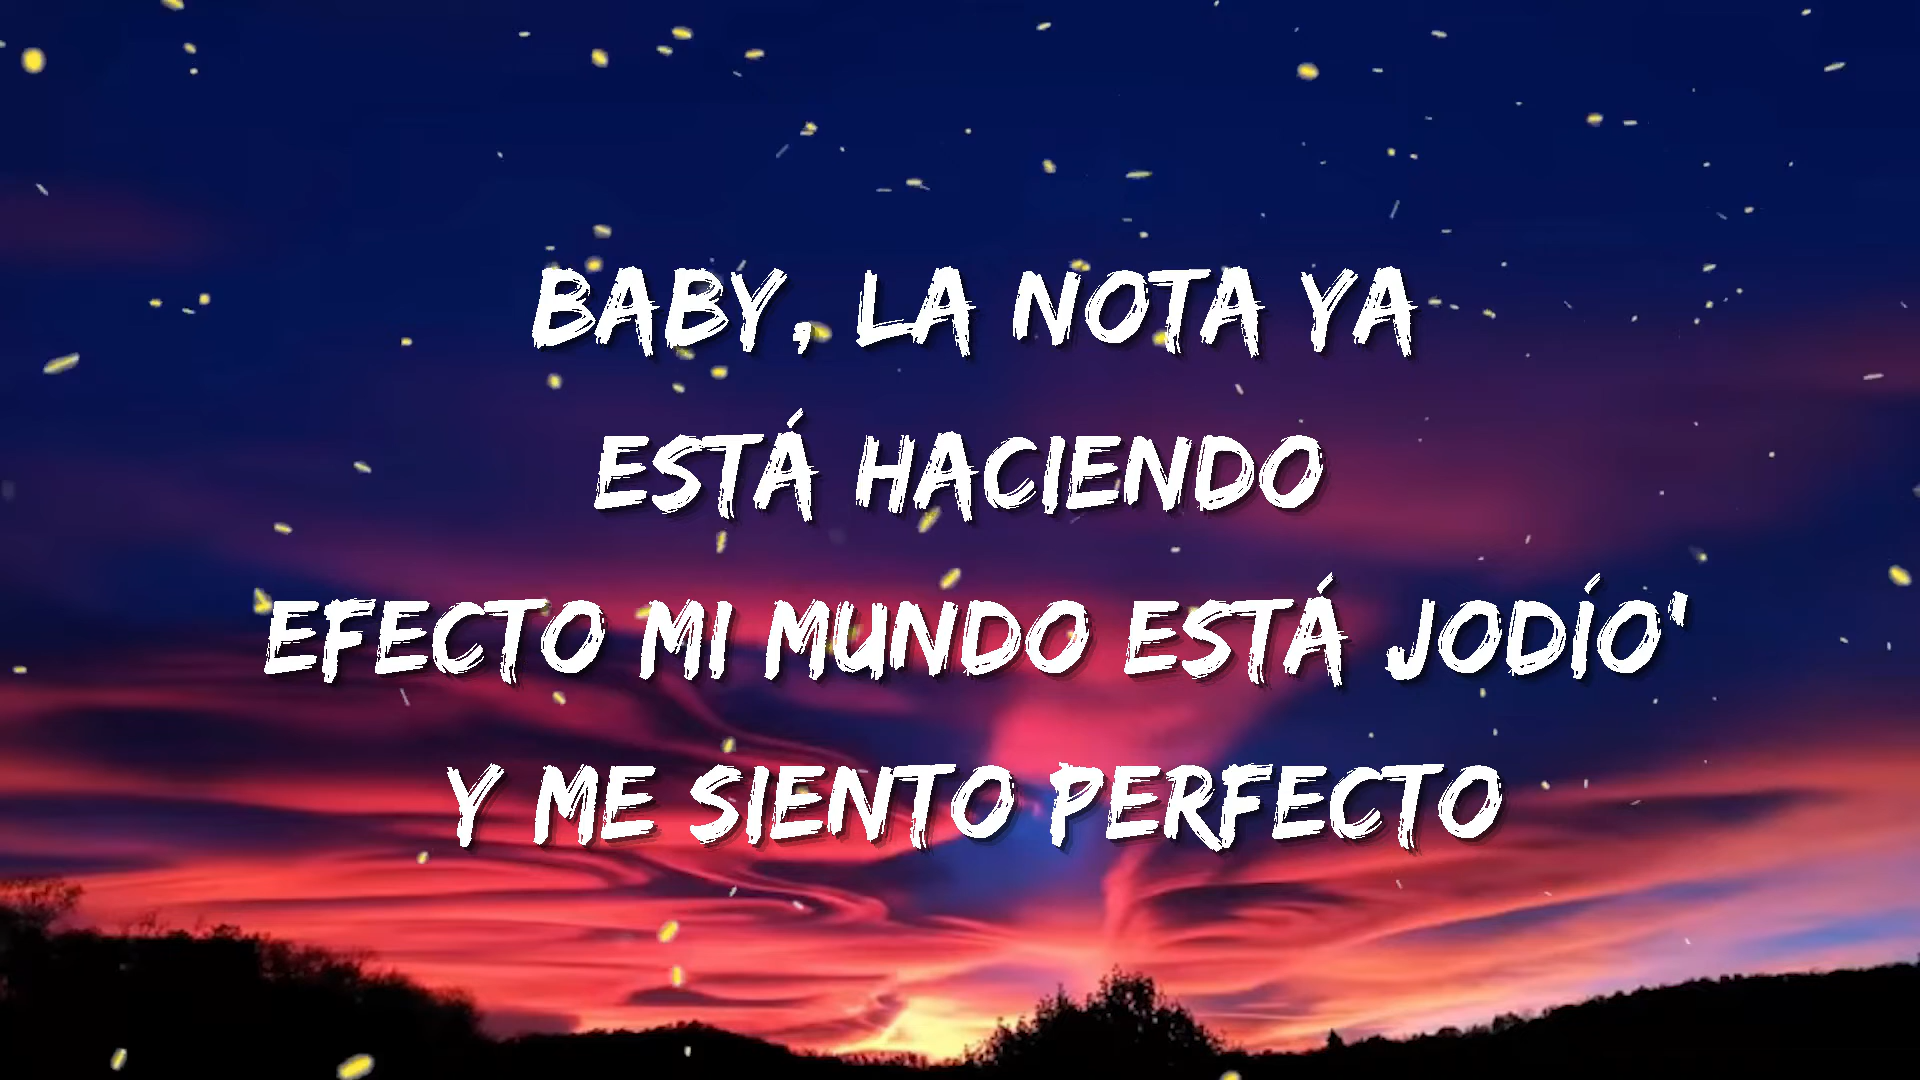 BABY, LA NOTA YA
ESTÁ HACIENDO
EFECTO MI MUNDO ESTÁ JODÍO'
Y ME SIENTO PERFECTO